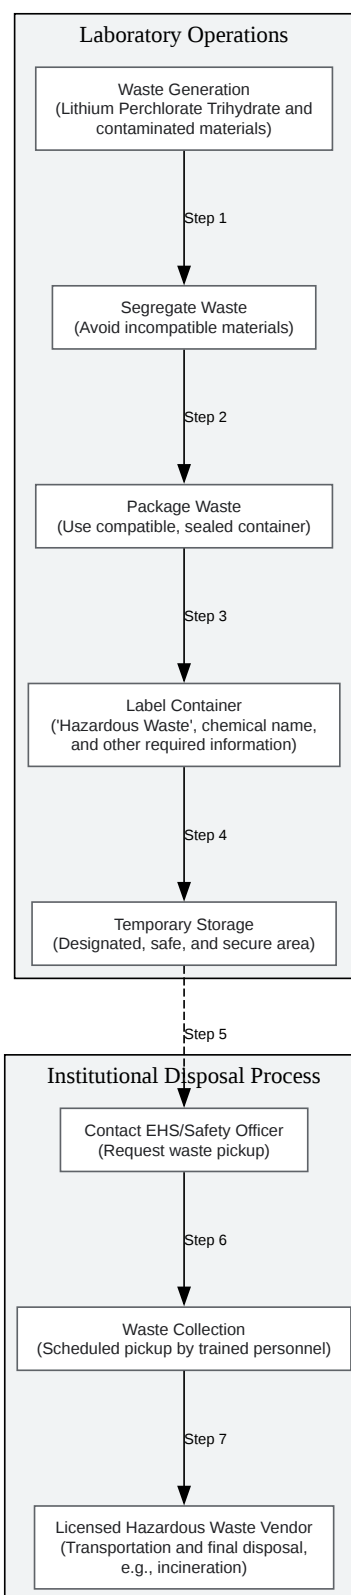 Laboratory Operations
Waste Generation
(Lithium Perchlorate Trihydrate and
contaminated materials)
Step 1
Segregate Waste
(Avoid incompatible materials)
Step 2
Package Waste
(Use compatible, sealed container)
Step 3
Label Container
('Hazardous Waste', chemical name,
and other required information)
Step 4
Temporary Storage
(Designated, safe, and secure area)
Step 5
Institutional Disposal Process
Contact EHS/Safety Officer
(Request waste pickup)
Step 6
Waste Collection
(Scheduled pickup by trained personnel)
Step 7
Licensed Hazardous Waste Vendor
(Transportation and final disposal,
e.g., incineration)